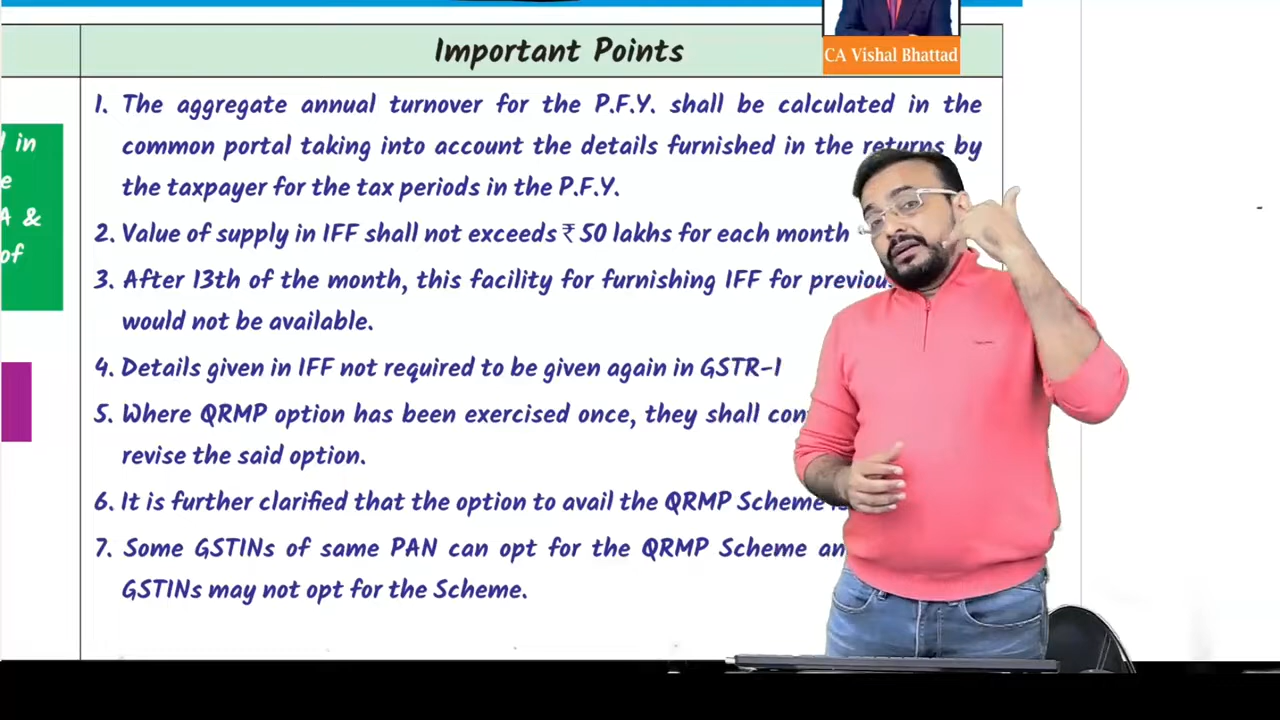 Important Points
CA Vishal Bhattad
1. The aggregate annual turnover for the P.F.Y. shall be calculated in the
common portal taking into account the details furnished in the returns by
the taxpayer for the tax periods in the P.F.Y.
2. Value of supply in IFF shall not exceeds ₹ 50 lakhs for each month
3. After 13th of the month, this facility for furnishing IFF for
would not be available.
4. Details given in IFF not required to be given again in GSTR-1
5. Where QRMP option has been exercised once, they shall
revise the said option.
6. It is further clarified that the option to avail the QRMP Scheme
7. Some GSTINs of same PAN can opt for the QRMP Scheme
GSTINs may not opt for the Scheme.
in
A &
of